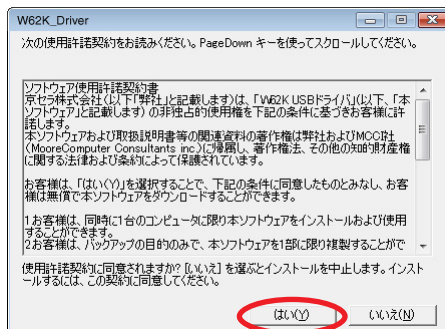 W62K_Driver
次の使用許諾契約をお読みください。PageDown キーを使ってスクロールしてください。
ソフトウェア使用許諾契約書
京セラ株式会社(以下「弊社」と記載します)は、「W62K USBドライバ」(以下、「本
ソフトウェア」と記載します) の非独占的使用権を下記の条件に基づきお客様に許
諾します。
本ソフトウェアおよび取扱説明書等の関連資料の著作権は弊社およびMCCI社
(MooreComputer Consultants inc.)に帰属し、著作権法、その他の知的財産権
に関する法律および条約によって保護されています。
お客様は、「はい(Y)」を選択することで、下記の条件に同意したものとみなし、お客
様は無償で本ソフトウェアをダウンロードすることができます。
1お客様は、同時に1台のコンピュータに限り本ソフトウェアをインストールおよび使用
することができます。
2お客様は、バックアップの目的のみで、本ソフトウェアを1部に限り複製することがで
使用許諾契約に同意されますか? [いいえ] を選ぶとインストールを中止します。インスト
ールするには、この契約に同意してください。
はい(Y)
いいえ(N)